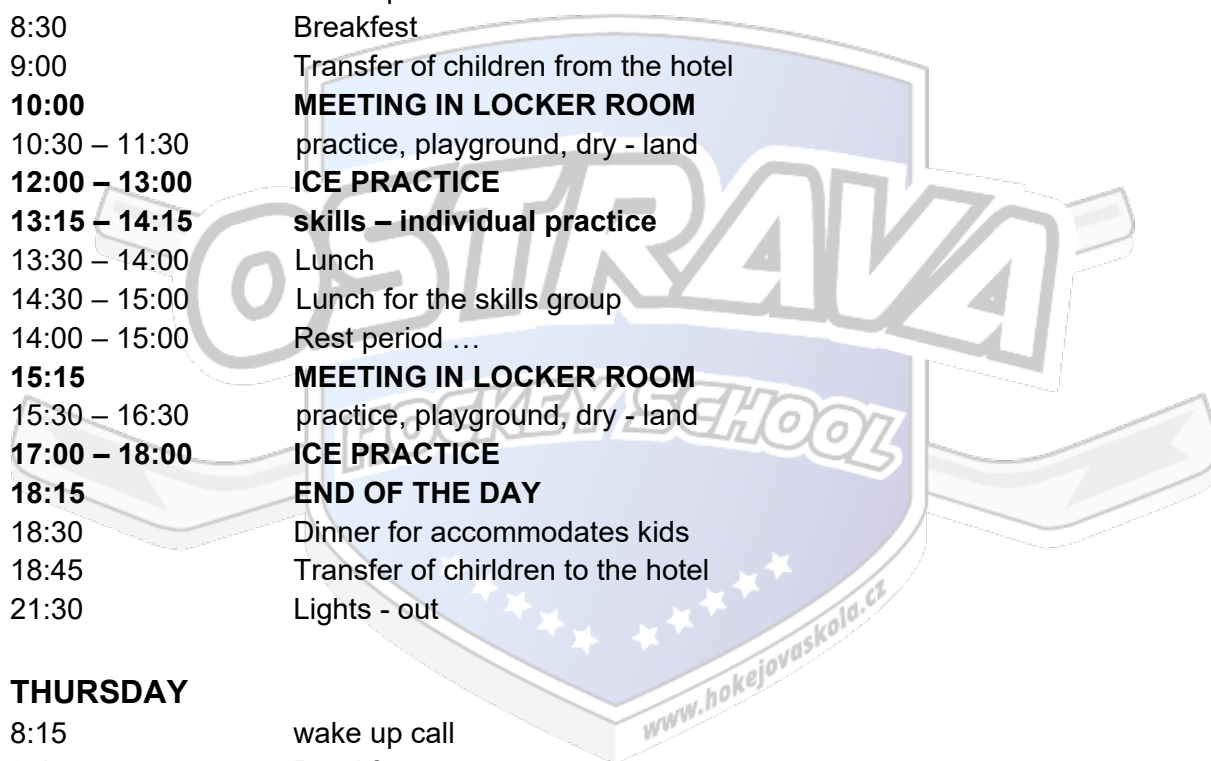 8:30 Breakfest
9:00 Transfer of children from the hotel
10:00 MEETING IN LOCKER ROOM
10:30 – 11:30 practice, playground, dry - land
12:00 – 13:00 ICE PRACTICE
13:15 – 14:15 skills – individual practice
13:30 – 14:00 Lunch
14:30 – 15:00 Lunch for the skills group
14:00 – 15:00 Rest period …
15:15 MEETING IN LOCKER ROOM
15:30 – 16:30 practice, playground, dry - land
17:00 – 18:00 ICE PRACTICE
18:15 END OF THE DAY
18:30 Dinner for accommodates kids
18:45 Transfer of chirldren to the hotel
21:30 Lights - out
THURSDAY
8:15 wake up call
OSTRAVA
HOCKEY SCHOOL
www.hokejovaskola.cz